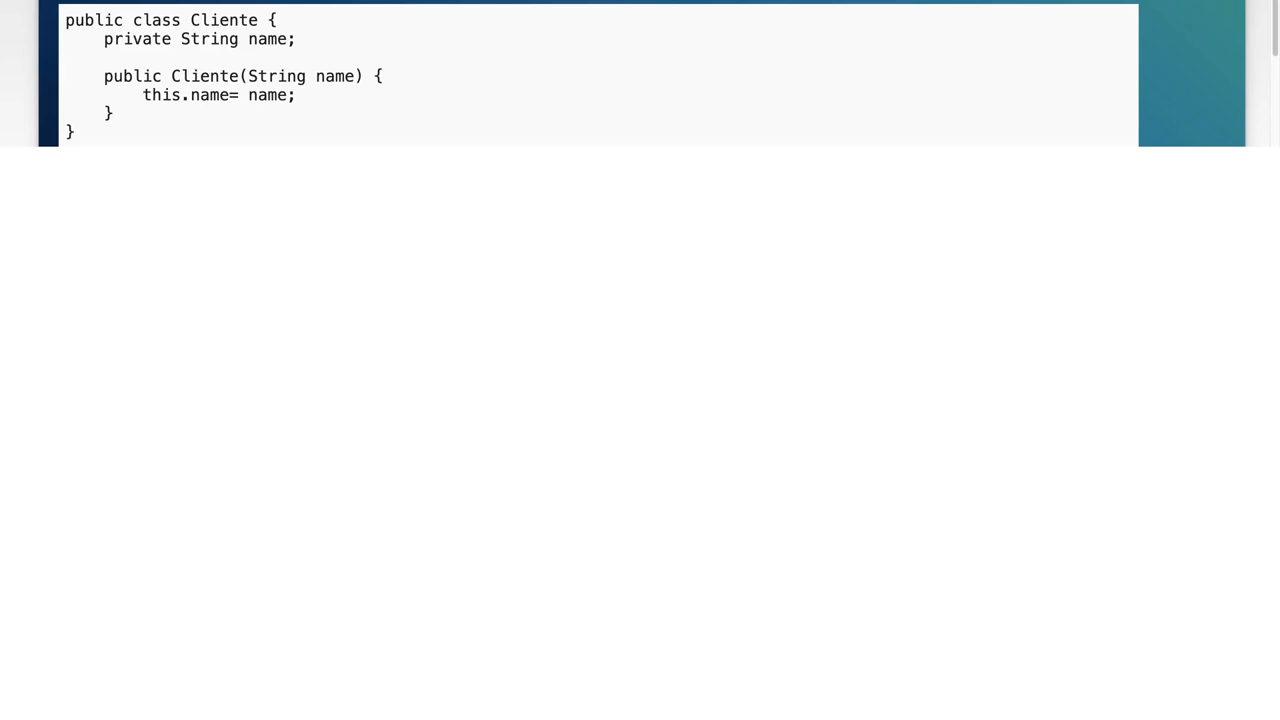 public class Cliente {
    private String name;

    public Cliente(String name) {
        this.name= name;
    }
}